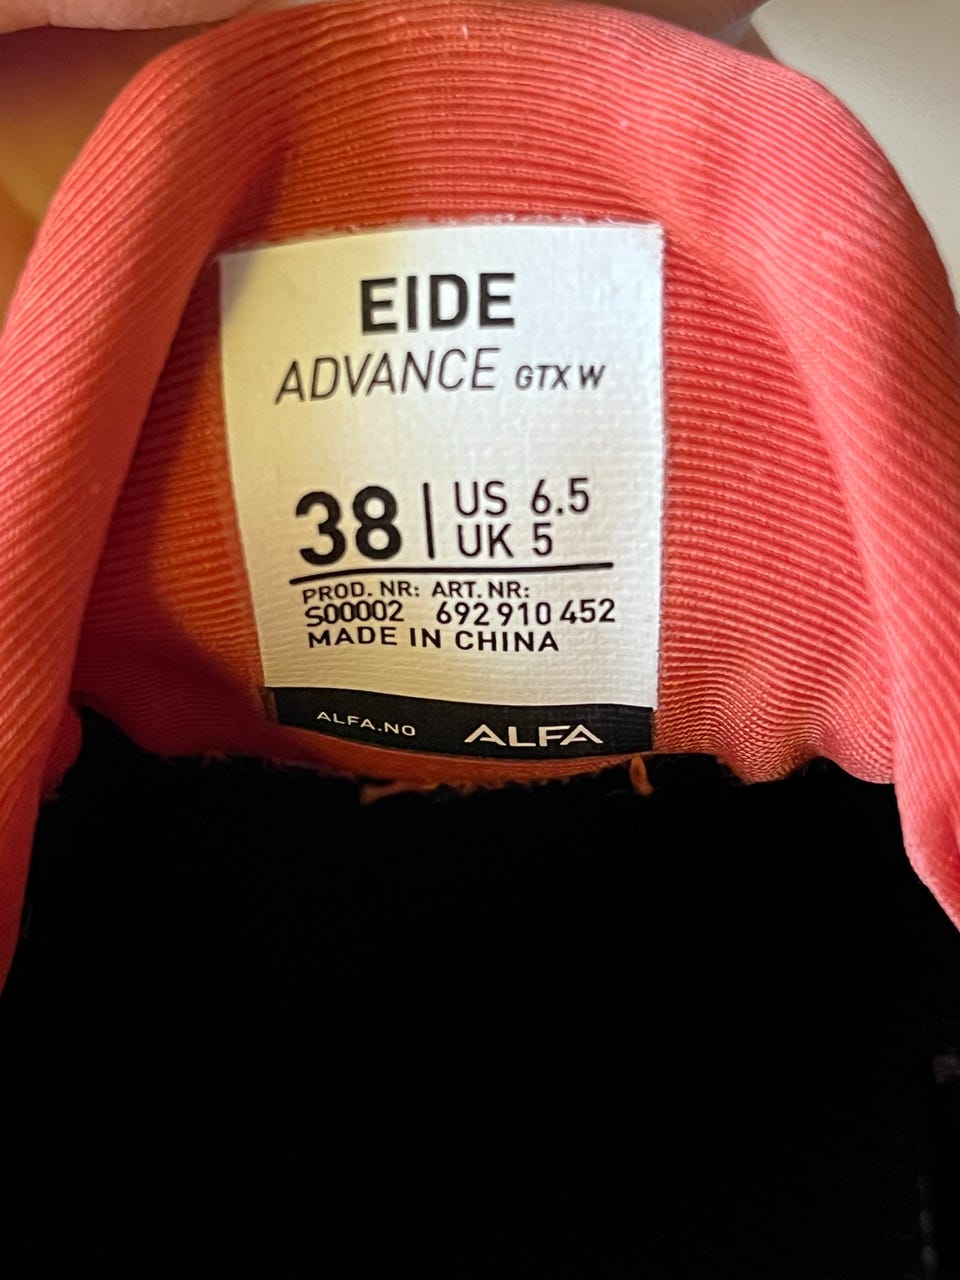 EIDE
ADVANCE GTX W
38 | US 6.5
UK 5
PROD. NR: ART. NR:
S00002 692 910 452
MADE IN CHINA
ALFA.NO ALFA